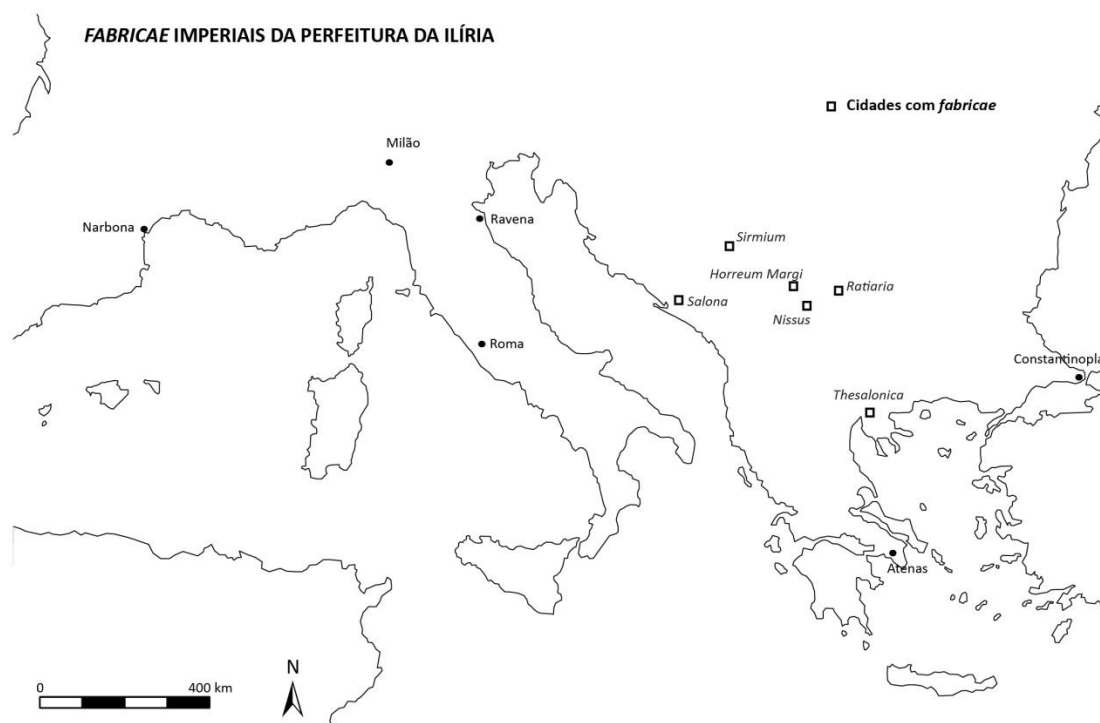 FABRICAE IMPERIAIS DA PERFEITURA DA ILÍRIA
Cidades com fabricae
Milão
Narbona
Ravena
Sirmium
Horreum Margi
Ratiaria
Salona
Nissus
Roma
Constantinopla
Thesalonica
Atenas
N
0 400 km